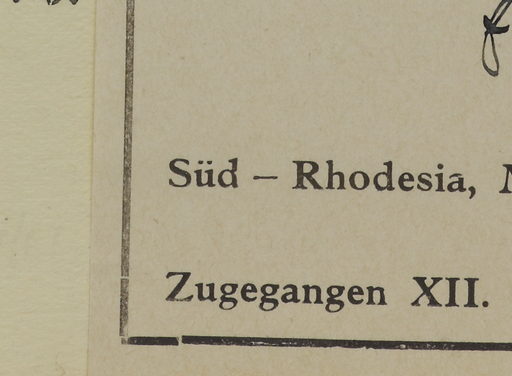 Süd – Rhodesia,
Zugegangen XII.